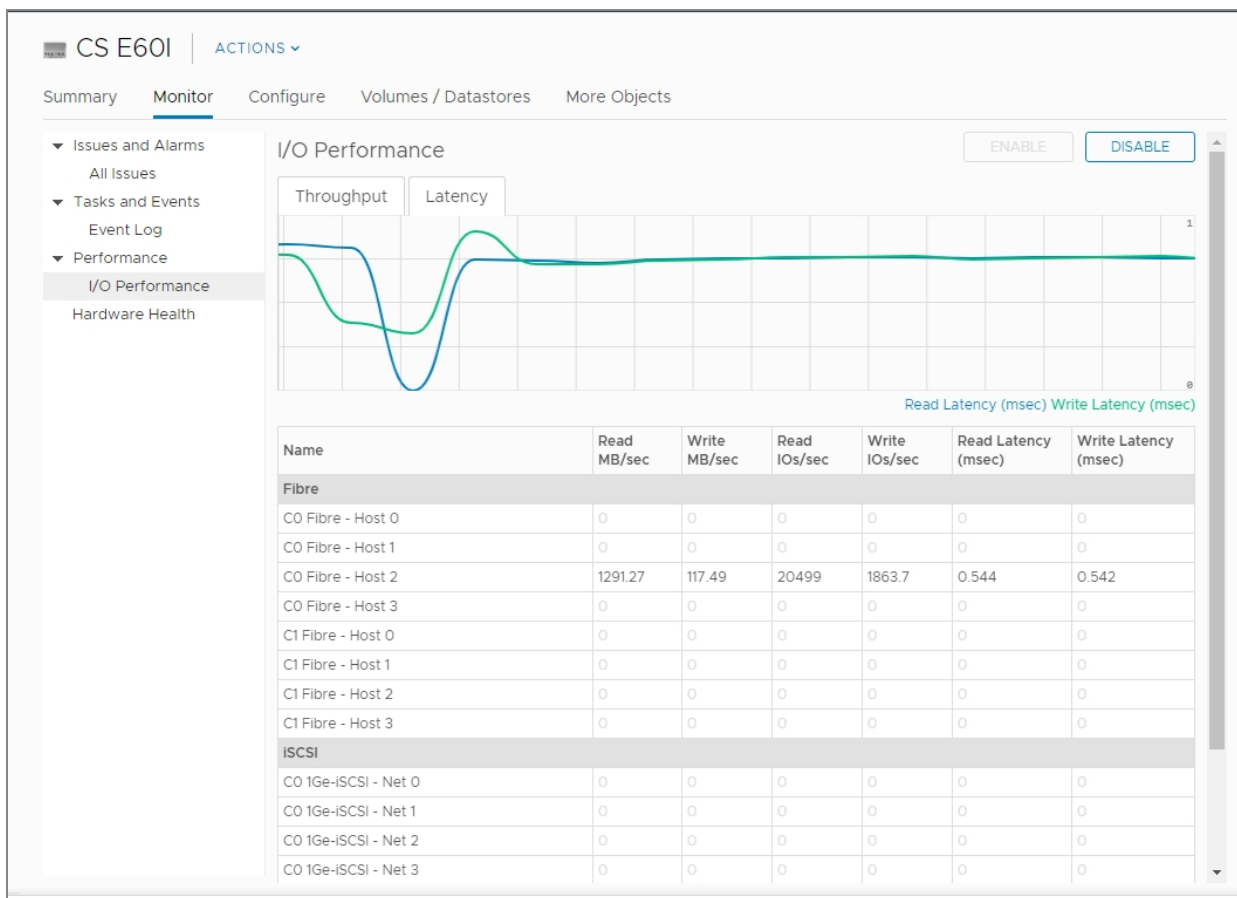 CS E60I ACTIONS
Summary Monitor Configure Volumes / Datastores More Objects
Issues and Alarms
All Issues
Tasks and Events
Event Log
Performance
I/O Performance
Hardware Health
I/O Performance ENABLE DISABLE
Throughput Latency
1
0
Read Latency (msec) Write Latency (msec)
Name Read MB/sec Write MB/sec Read IOs/sec Write IOs/sec Read Latency (msec) Write Latency (msec)
Fibre
C0 Fibre - Host 0 0 0 0 0 0 0
C0 Fibre - Host 1 0 0 0 0 0 0
C0 Fibre - Host 2 1291.27 117.49 20499 1863.7 0.544 0.542
C0 Fibre - Host 3 0 0 0 0 0 0
C1 Fibre - Host 0 0 0 0 0 0 0
C1 Fibre - Host 1 0 0 0 0 0 0
C1 Fibre - Host 2 0 0 0 0 0 0
C1 Fibre - Host 3 0 0 0 0 0 0
iSCSI
C0 1Ge-iSCSI - Net 0 0 0 0 0 0 0
C0 1Ge-iSCSI - Net 1 0 0 0 0 0 0
C0 1Ge-iSCSI - Net 2 0 0 0 0 0 0
C0 1Ge-iSCSI - Net 3 0 0 0 0 0 0